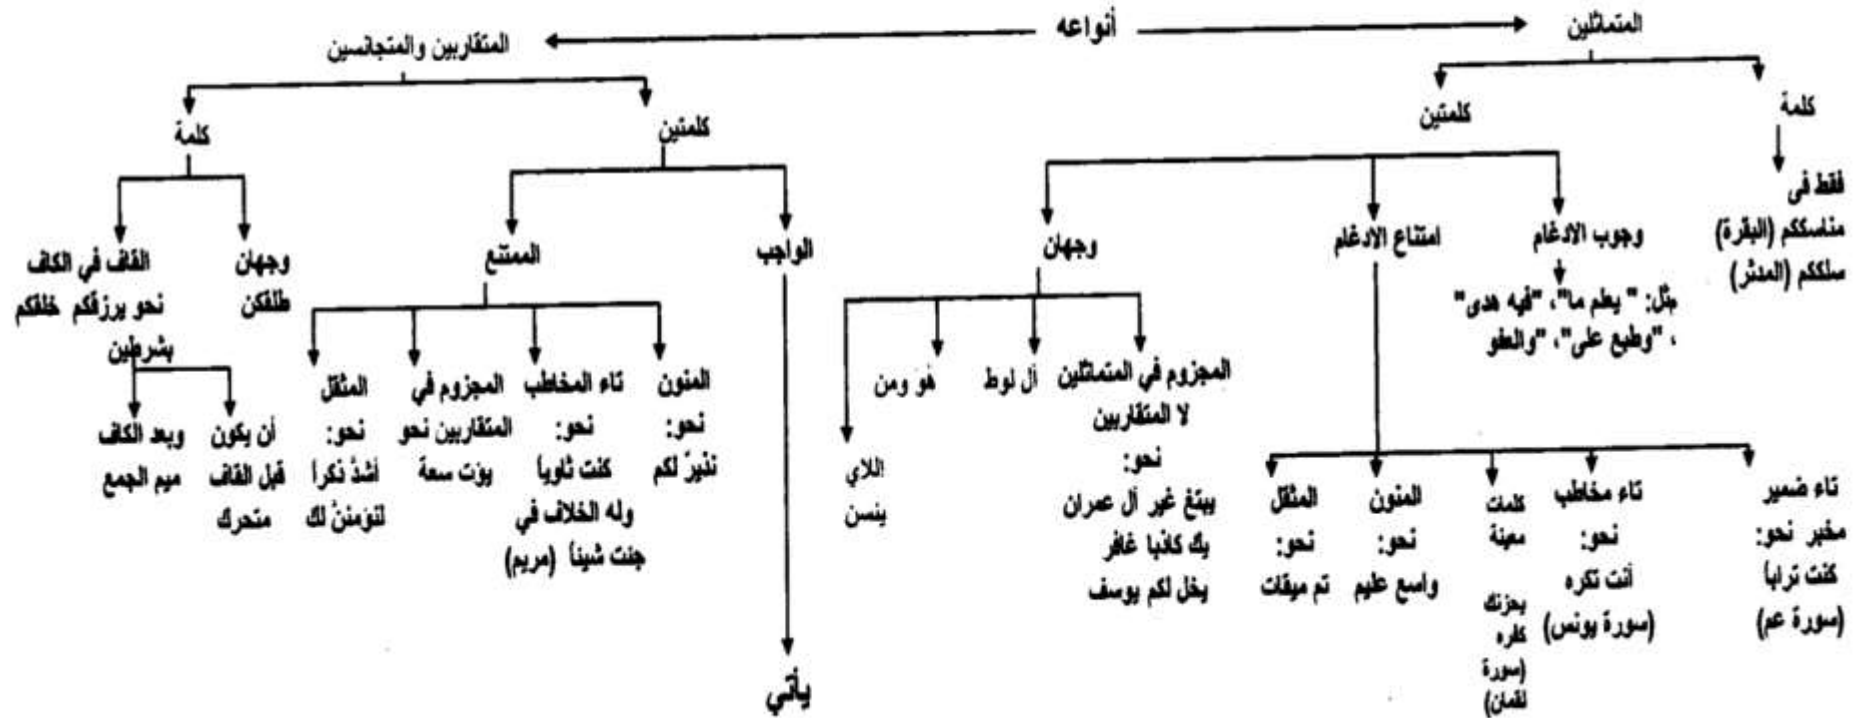 أنواعه
المتماثلين
كلمة
فقط فى
مناسككم (البقرة)
سلككم (المدثر)
كلمتين
وجوب الادغام
مثل: " يعلم ما"، "فيه هدى"
، "وطبع على"، "والعفو
امتناع الادغام
تاء ضمير
مخبر نحو:
كنت ترابا
(سورة عم)
تاء مخاطب
نحو:
أنت تكره
(سورة يونس)
كلمات
معينة
يحزنك
كفره
(سورة
لقمان)
المنون
نحو:
واسع عليم
المثقل
نحو:
تم ميقات
وجهان
المجزوم في المتماثلين
لا المتقاربين
نحو:
يبتغ غير آل عمران
يك كاذبا غافر
يخل لكم يوسف
أل لوط
هُوَ ومن
اللاي
ينسن
المتقاربين والمتجانسين
كلمتين
الواجب
يأتي
الممتنع
المنون
نحو:
نذيرٌ لكم
تاء المخاطب
نحو:
كنت ثاوياً
وله الخلاف في
جئت شيئاً (مريم)
المجزوم في
المتقاربين نحو
يؤت سعة
المثقل
نحو:
أشدُّ ذكراً
لنؤمننَّ لك
كلمة
وجهان
طلقكن
القاف في الكاف
نحو يرزقكم خلقكم
بشرطين
أن يكون
قبل القاف
متحرك
وبعد الكاف
ميم الجمع